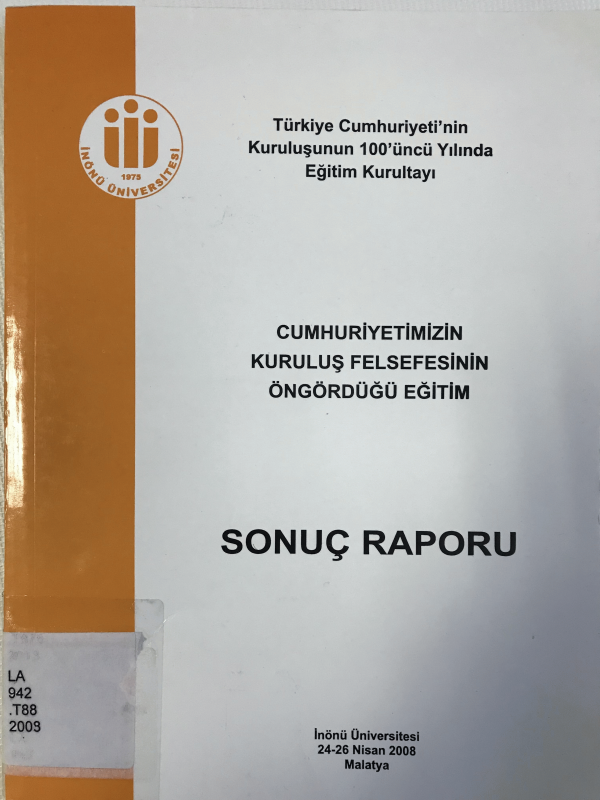 Türkiye Cumhuriyeti'nin
Kuruluşunun 100'üncü Yılında
Eğitim Kurultayı
1975
İNÖNÜ ÜNİVERSİTESİ
CUMHURİYETİMİZİN
KURULUŞ FELSEFESİNİN
ÖNGÖRDÜĞÜ EĞİTİM
SONUÇ RAPORU
LA
942
.T88
2008
İnönü Üniversitesi
24-26 Nisan 2008
Malatya